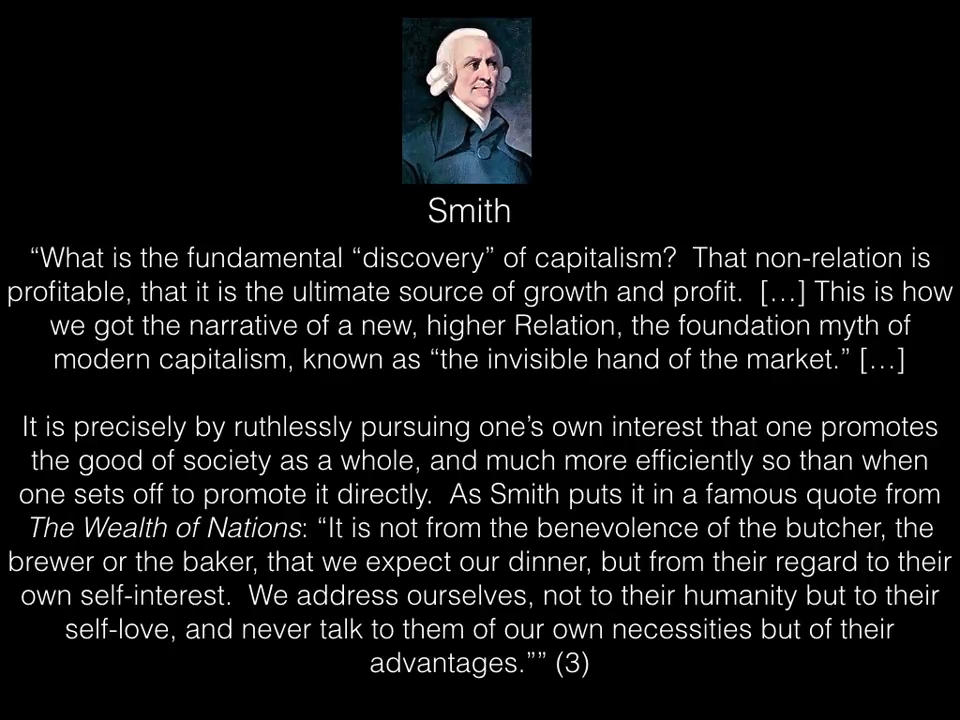 Smith
“What is the fundamental “discovery” of capitalism?  That non-relation is
profitable, that it is the ultimate source of growth and profit.  […] This is how
we got the narrative of a new, higher Relation, the foundation myth of
modern capitalism, known as “the invisible hand of the market.” […]
It is precisely by ruthlessly pursuing one’s own interest that one promotes
the good of society as a whole, and much more efficiently so than when
one sets off to promote it directly.  As Smith puts it in a famous quote from
The Wealth of Nations: “It is not from the benevolence of the butcher, the
brewer or the baker, that we expect our dinner, but from their regard to their
own self-interest.  We address ourselves, not to their humanity but to their
self-love, and never talk to them of our own necessities but of their
advantages.”” (3)